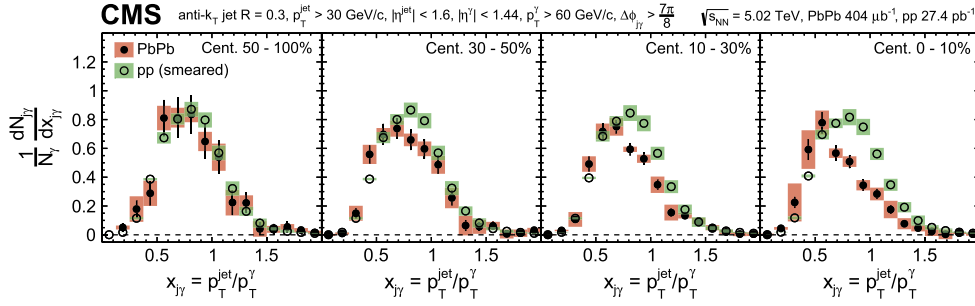 CMS anti-k_T jet R = 0.3, p_T^jet > 30 GeV/c, |η^jet| < 1.6, |η^γ| < 1.44, p_T^γ > 60 GeV/c, Δϕ_jγ > 7π/8 √s_NN = 5.02 TeV, PbPb 404 μb⁻¹, pp 27.4 pb⁻¹
PbPb
pp (smeared)
Cent. 50 - 100% Cent. 30 - 50% Cent. 10 - 30% Cent. 0 - 10%
1/N_γ dN_jγ/dx_jγ
1.2
1
0.8
0.6
0.4
0.2
0
0.5 1 1.5 0.5 1 1.5 0.5 1 1.5 0.5 1 1.5
x_jγ = p_T^jet/p_T^γ x_jγ = p_T^jet/p_T^γ x_jγ = p_T^jet/p_T^γ x_jγ = p_T^jet/p_T^γ